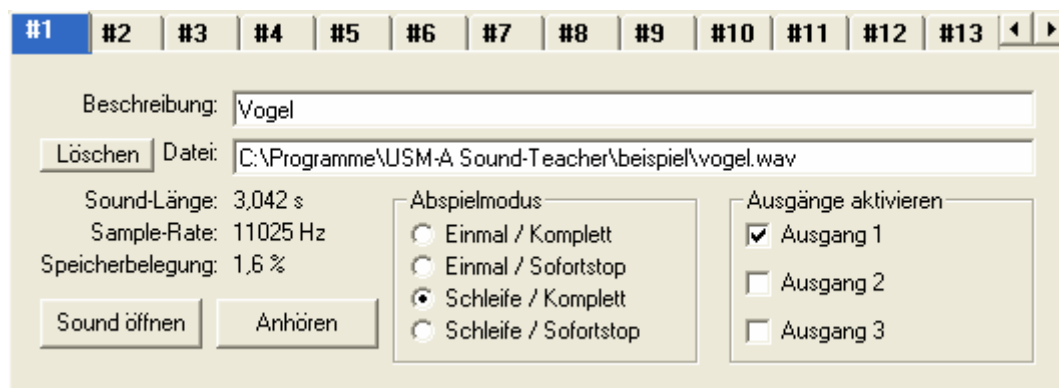 #1 #2 #3 #4 #5 #6 #7 #8 #9 #10 #11 #12 #13
Beschreibung: Vogel
Löschen Datei: C:\Programme\USM-A Sound-Teacher\beispiel\vogel.wav
Sound-Länge: 3,042 s
Sample-Rate: 11025 Hz
Speicherbelegung: 1,6 %
Sound öffnen Anhören
Abspielmodus
Einmal / Komplett
Einmal / Sofortstop
Schleife / Komplett
Schleife / Sofortstop
Ausgänge aktivieren
Ausgang 1
Ausgang 2
Ausgang 3